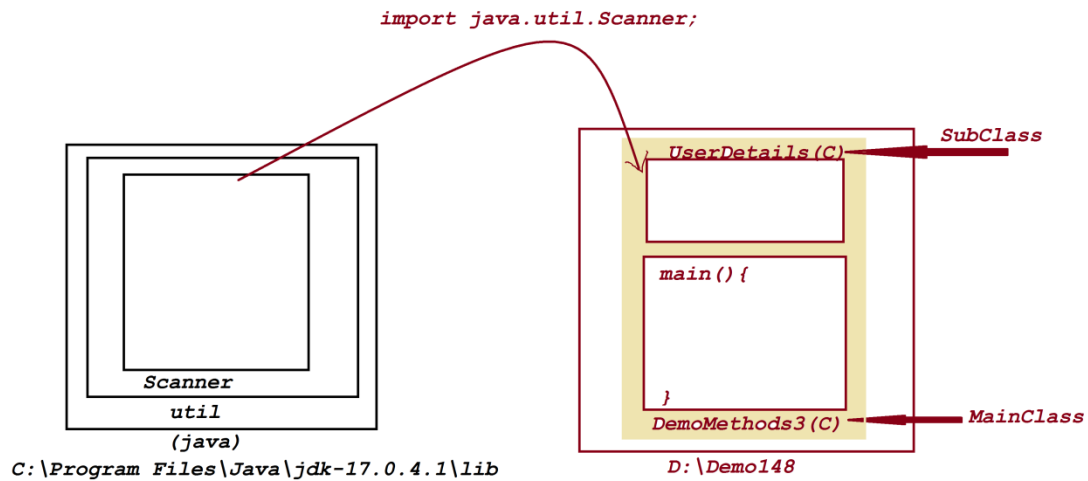 import java.util.Scanner;
SubClass
UserDetails(C)
main(){
}
DemoMethods3(C)
MainClass
D:\Demo148
Scanner
util
(java)
C:\Program Files\Java\jdk-17.0.4.1\lib